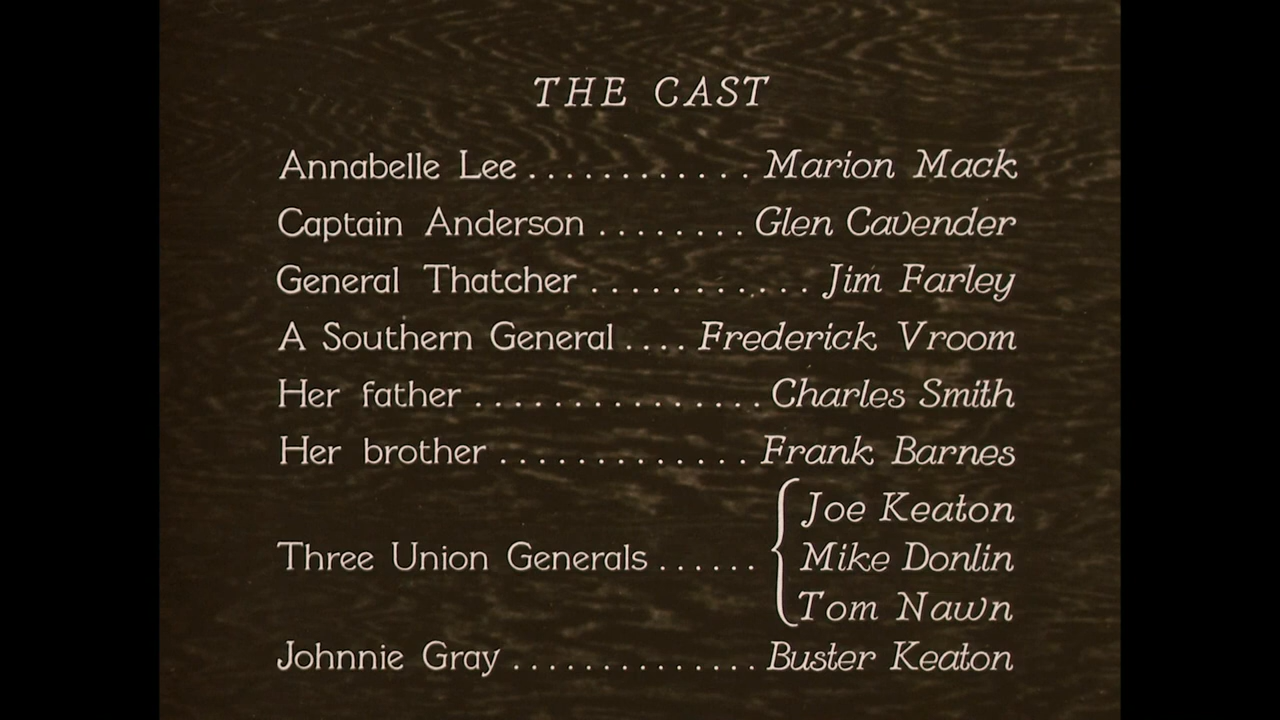 THE CAST
Annabelle Lee ............ Marion Mack
Captain Anderson ........ Glen Cavender
General Thatcher ........... Jim Farley
A Southern General .... Frederick Vroom
Her father ............... Charles Smith
Her brother ............. Frank Barnes
Joe Keaton
Three Union Generals ...... { Mike Donlin
Tom Nawn
Johnnie Gray ............. Buster Keaton